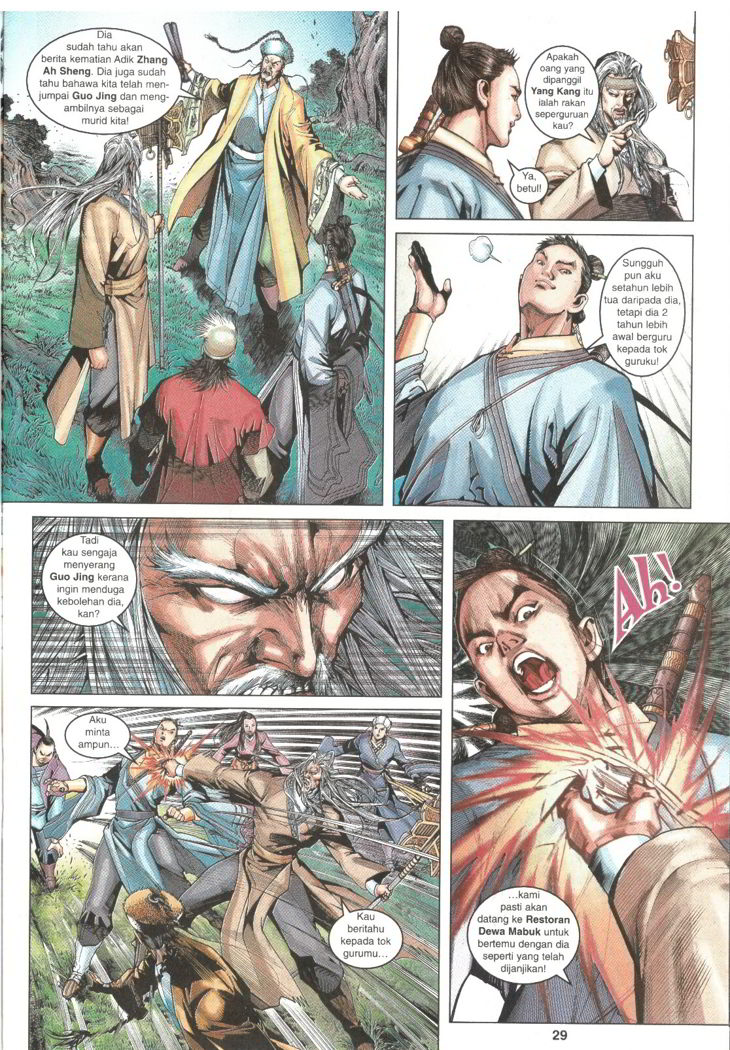 Dia
sudah tahu akan
berita kematian Adik Zhang
Ah Sheng. Dia juga sudah
tahu bahawa kita telah men-
jumpai Guo Jing dan meng-
ambilnya sebagai
murid kita!
Apakah
oang yang
dipanggil
Yang Kang itu
ialah rakan
seperguruan
kau?
Ya,
betul!
Sungguh
pun aku
setahun lebih
tua daripada dia,
tetapi dia 2
tahun lebih
awal berguru
kepada tok
guruku!
Tadi
kau sengaja
menyerang
Guo Jing kerana
ingin menduga
kebolehan dia,
kan?
Ah!
Aku
minta
ampun...
Kau
beritahu
kepada tok
gurumu...
...kami
pasti akan
datang ke Restoran
Dewa Mabuk untuk
bertemu dengan dia
seperti yang telah
dijanjikan!
29